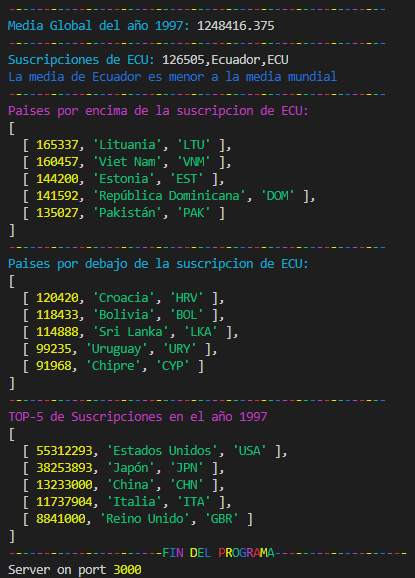 -----------------------------------------------
Media Global del año 1997: 1248416.375
-----------------------------------------------
Suscripciones de ECU: 126505,Ecuador,ECU
La media de Ecuador es menor a la media mundial
-----------------------------------------------
Paises por encima de la suscripcion de ECU:
[
  [ 165337, 'Lituania', 'LTU' ],
  [ 160457, 'Viet Nam', 'VNM' ],
  [ 144200, 'Estonia', 'EST' ],
  [ 141592, 'República Dominicana', 'DOM' ],
  [ 135027, 'Pakistán', 'PAK' ]
]
-----------------------------------------------
Paises por debajo de la suscripcion de ECU:
[
  [ 120420, 'Croacia', 'HRV' ],
  [ 118433, 'Bolivia', 'BOL' ],
  [ 114888, 'Sri Lanka', 'LKA' ],
  [ 99235, 'Uruguay', 'URY' ],
  [ 91968, 'Chipre', 'CYP' ]
]
-----------------------------------------------
TOP-5 de Suscripciones en el año 1997
[
  [ 55312293, 'Estados Unidos', 'USA' ],
  [ 38253893, 'Japón', 'JPN' ],
  [ 13233000, 'China', 'CHN' ],
  [ 11737904, 'Italia', 'ITA' ],
  [ 8841000, 'Reino Unido', 'GBR' ]
]
-------------------FIN DEL PROGRAMA----------------
Server on port 3000